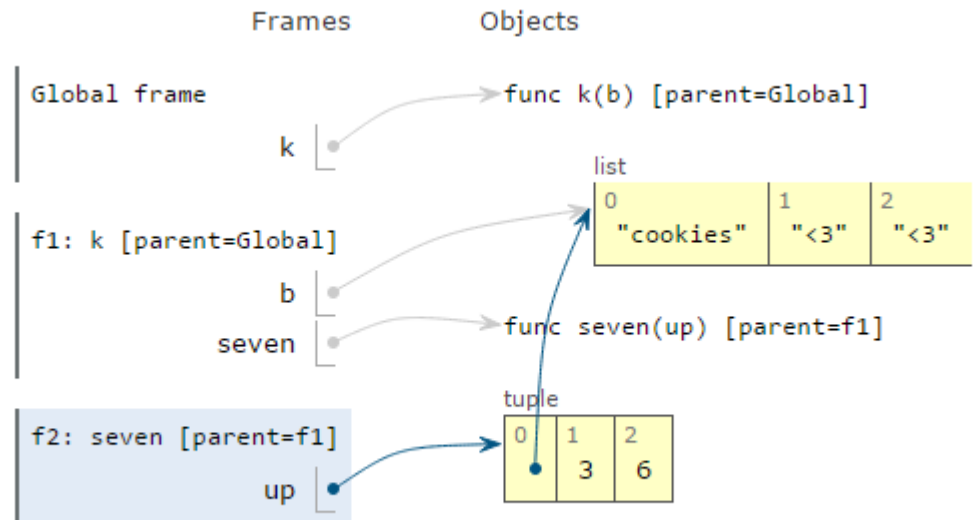 Frames Objects
Global frame
func k(b) [parent=Global]
k
list
0 1 2
"cookies" "<3" "<3"
f1: k [parent=Global]
b
func seven(up) [parent=f1]
seven
tuple
0 1 2
3 6
f2: seven [parent=f1]
up